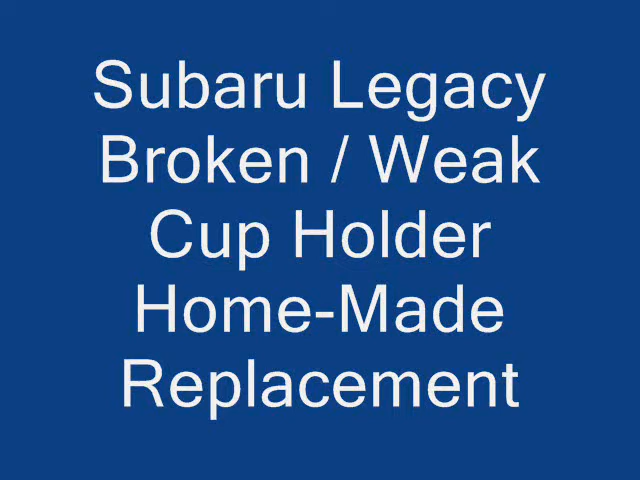 Subaru Legacy
Broken / Weak
Cup Holder
Home-Made
Replacement